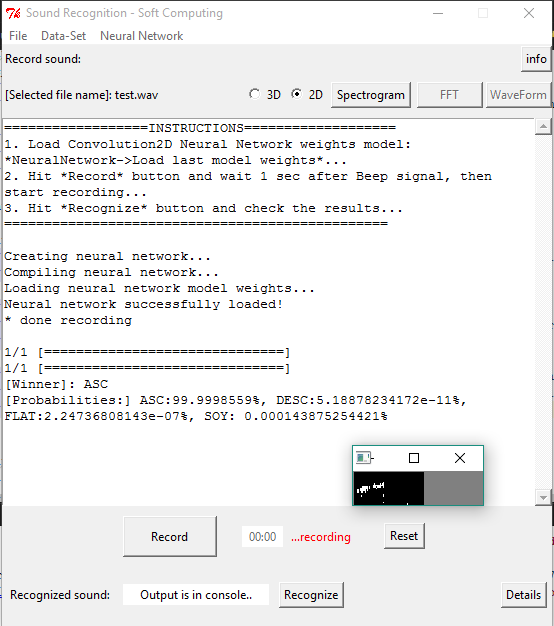 Sound Recognition - Soft Computing
File Data-Set Neural Network
Record sound: info
[Selected file name]: test.wav 3D 2D Spectrogram FFT WaveForm
==================INSTRUCTIONS===================
1. Load Convolution2D Neural Network weights model:
*NeuralNetwork->Load last model weights*...
2. Hit *Record* button and wait 1 sec after Beep signal, then
start recording...
3. Hit *Recognize* button and check the results...
================================================
Creating neural network...
Compiling neural network...
Loading neural network model weights...
Neural network successfully loaded!
* done recording
1/1 [==============================]
1/1 [==============================]
[Winner]: ASC
[Probabilities:] ASC:99.9998559%, DESC:5.18878234172e-11%,
FLAT:2.24736808143e-07%, SOY: 0.000143875254421%
Record 00:00 ...recording Reset
Recognized sound: Output is in console.. Recognize Details